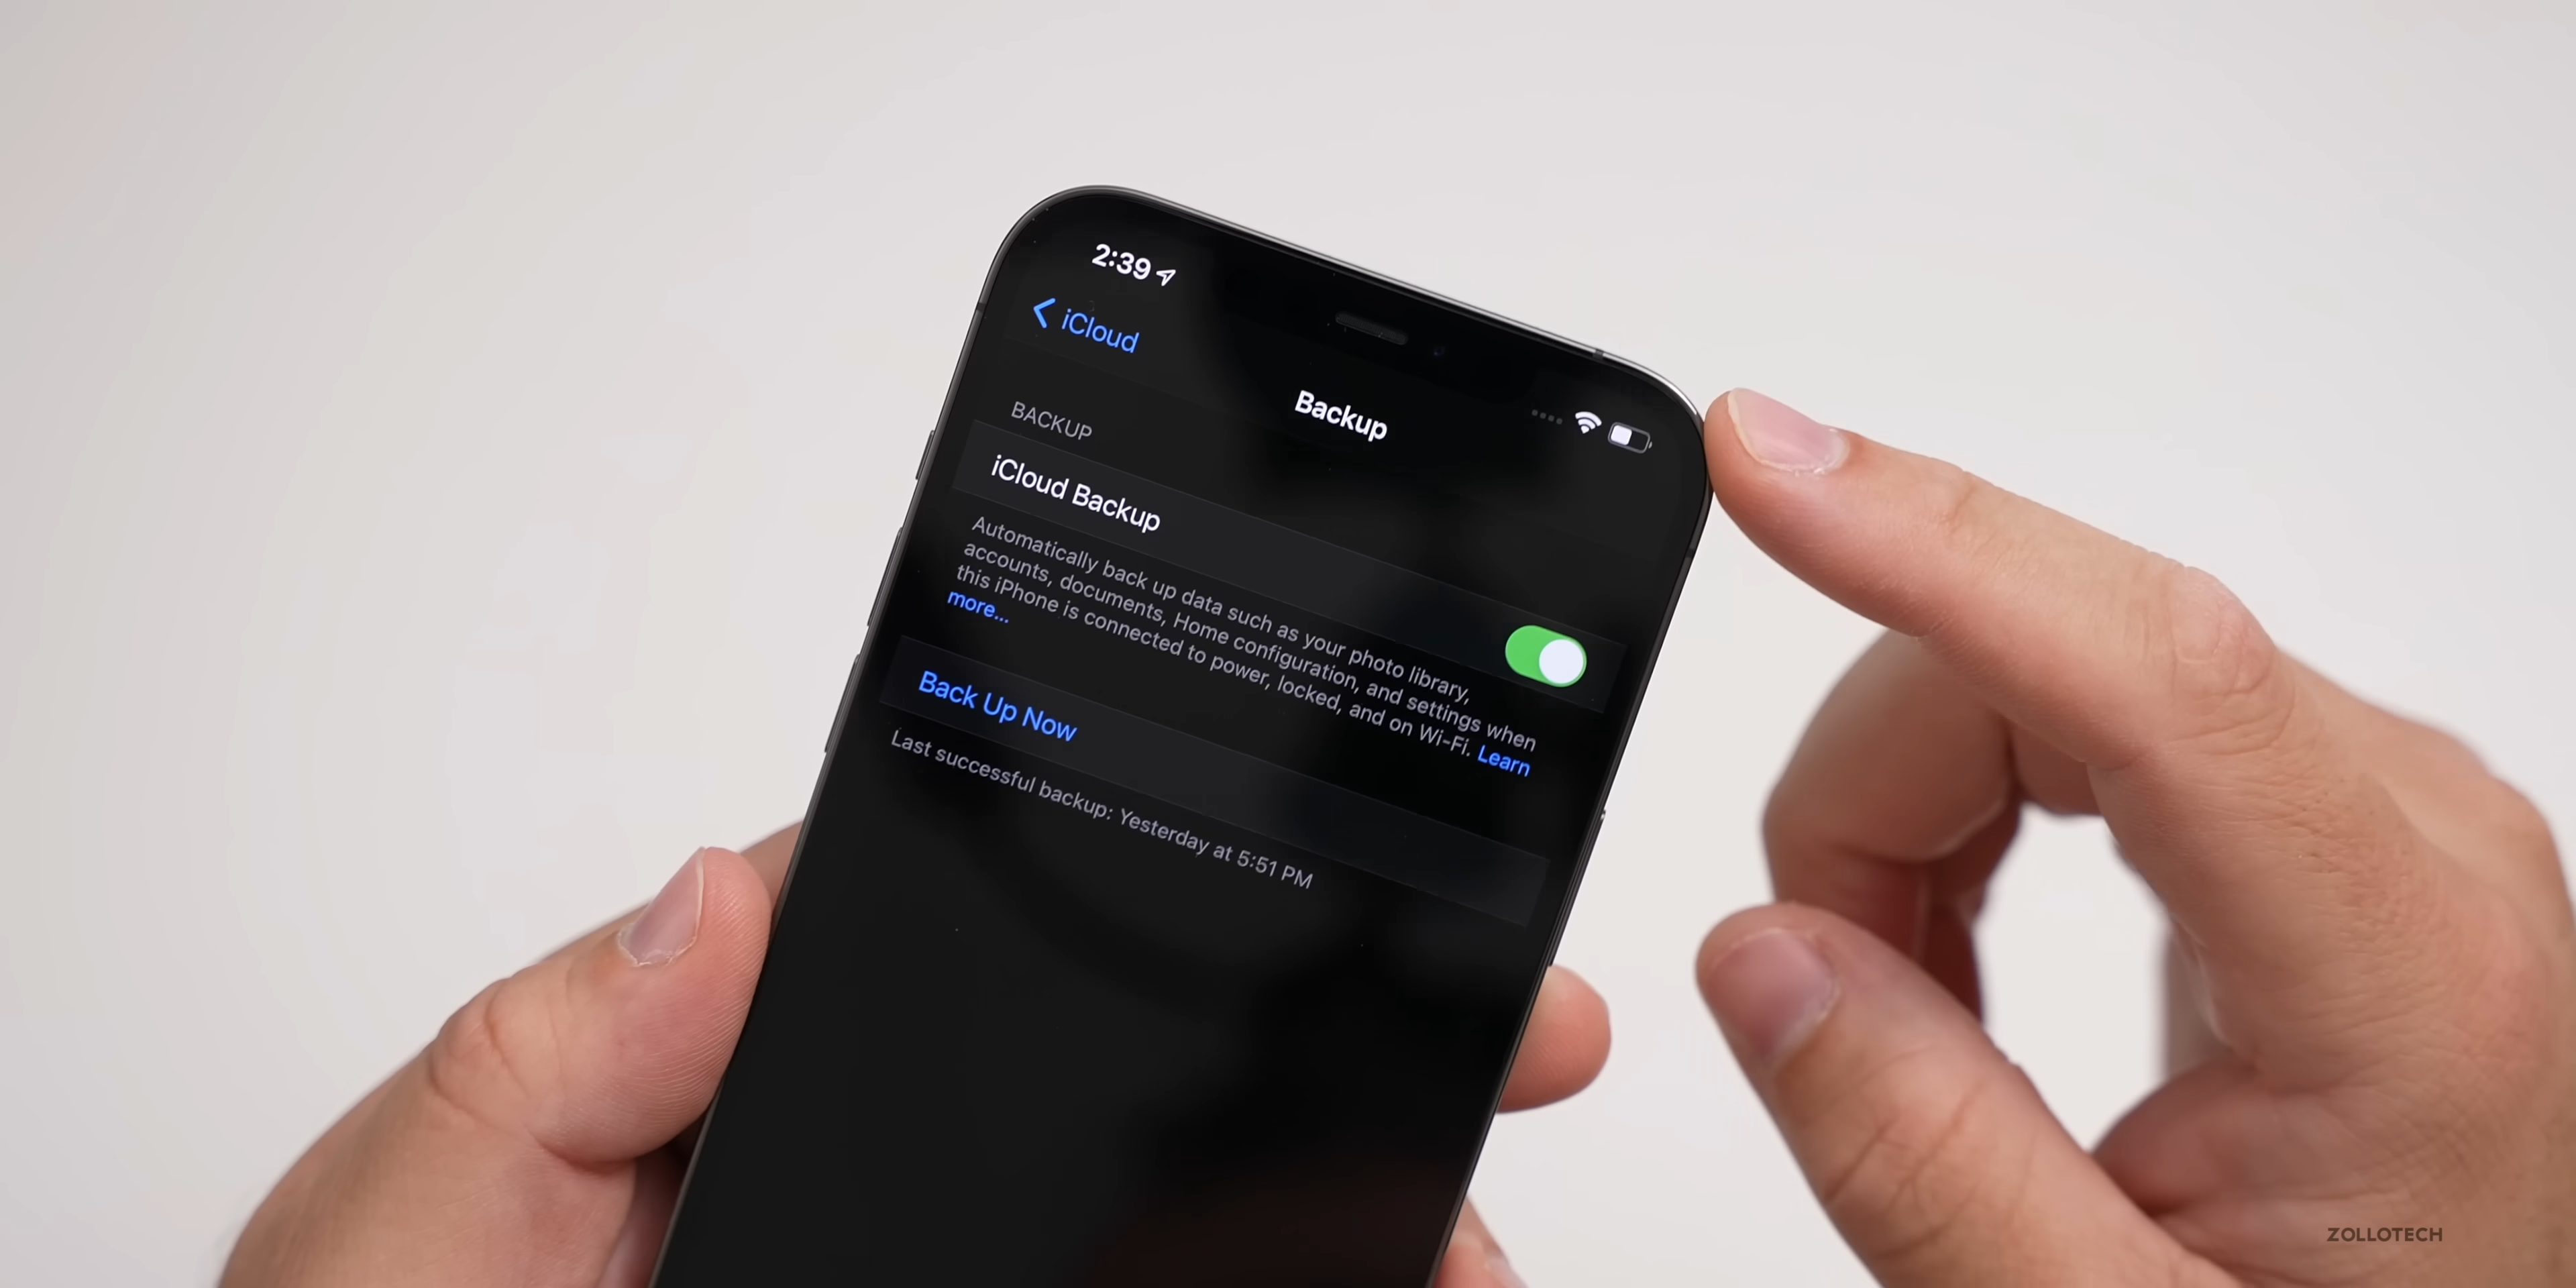 2:39
iCloud
Backup
BACKUP
iCloud Backup
Automatically back up data such as your photo library,
accounts, documents, Home configuration, and settings when
this iPhone is connected to power, locked, and on Wi-Fi. Learn
more...
Back Up Now
Last successful backup: Yesterday at 5:51 PM
ZOLLOTECH